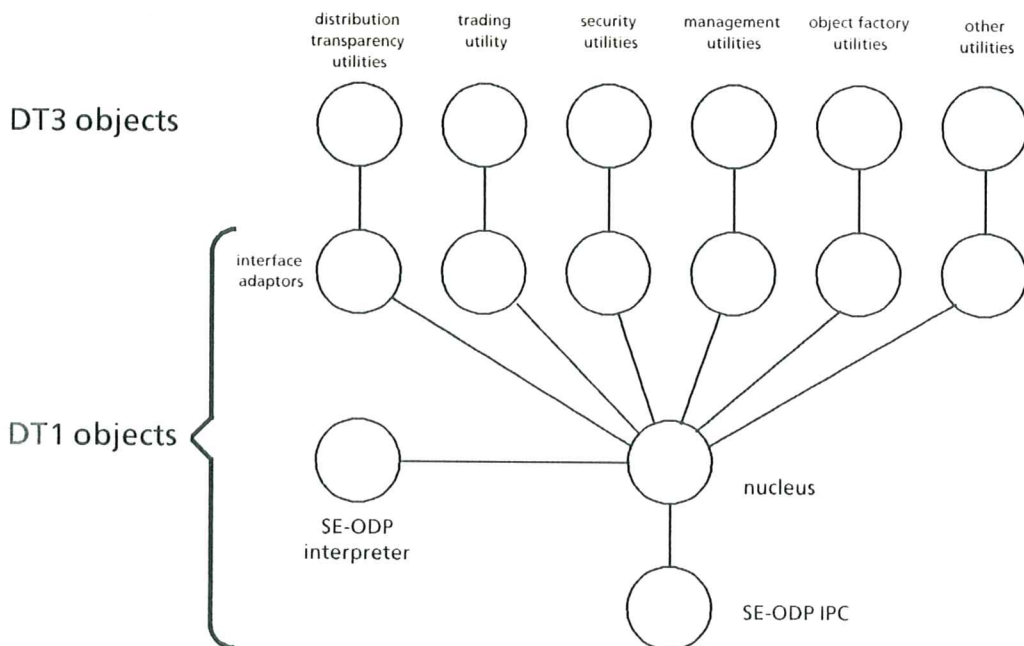 distribution
transparency
utilities
trading
utility
security
utilities
management
utilities
object factory
utilities
other
utilities
DT3 objects
interface
adaptors
DT1 objects
nucleus
SE-ODP
interpreter
SE-ODP IPC